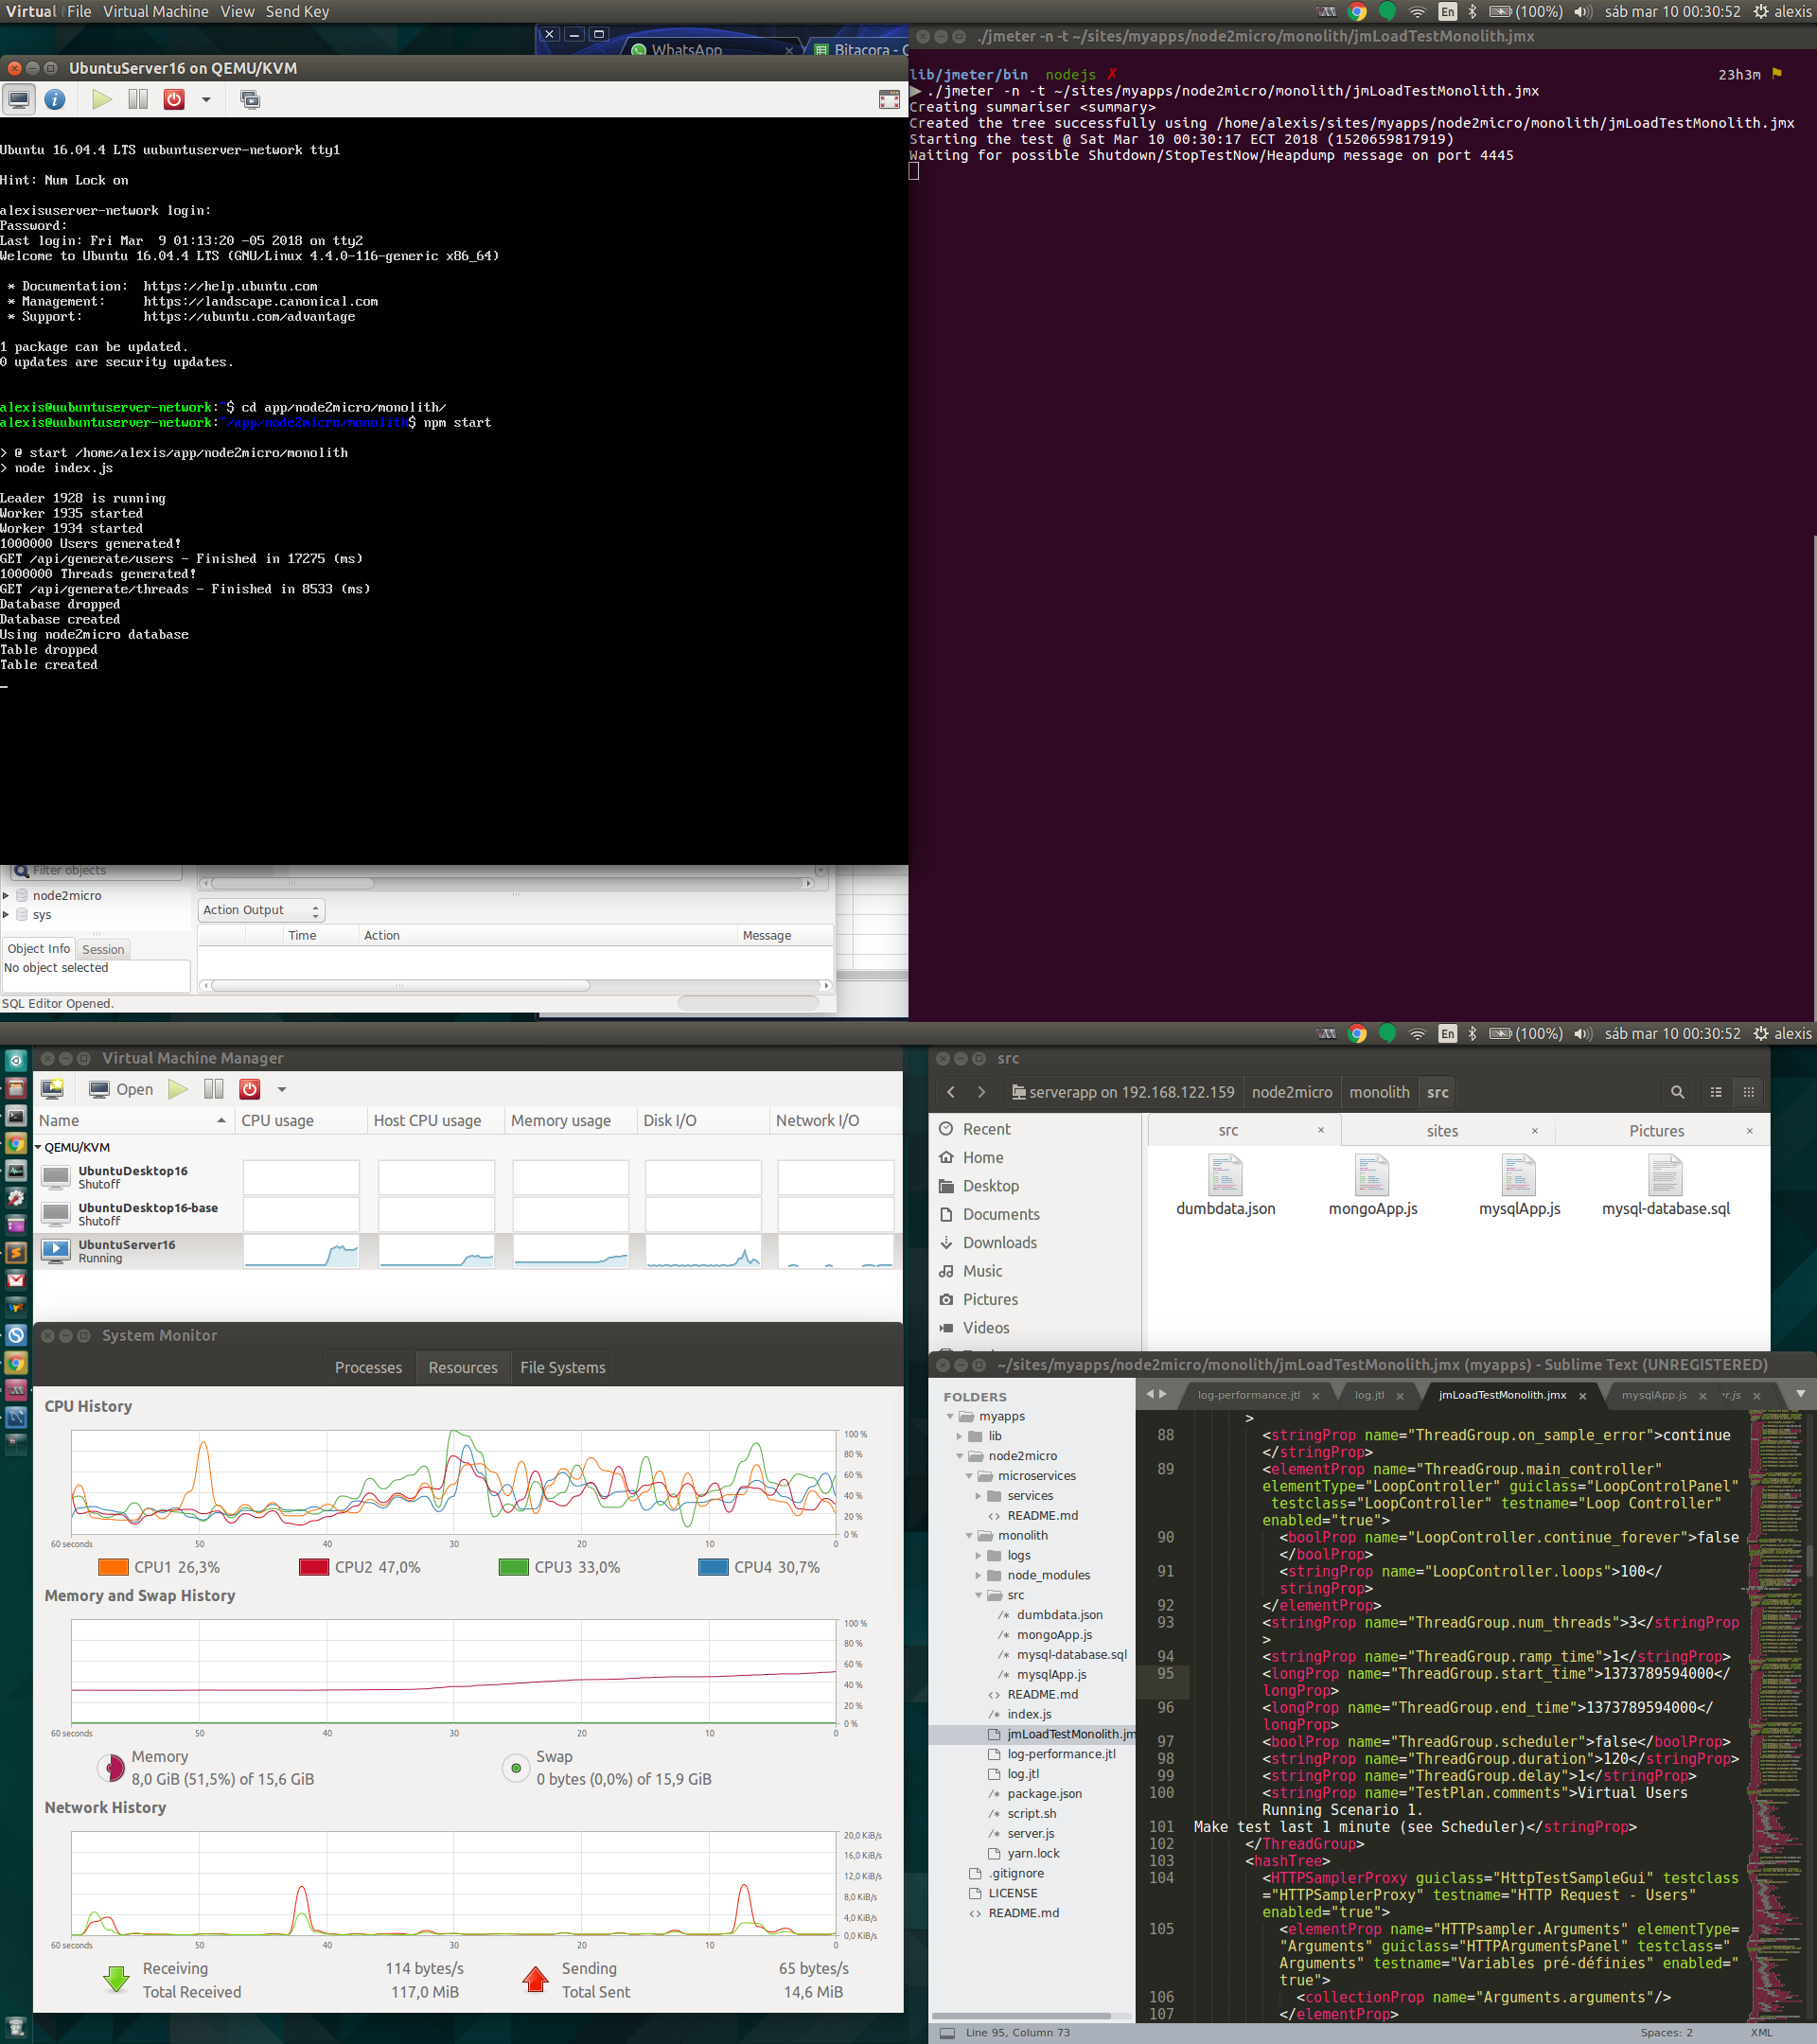 Virtual File Virtual Machine View Send Key
En (100%) sáb mar 10 00:30:52 alexis
WhatsApp
Bitacora - 
UbuntuServer16 on QEMU/KVM
Ubuntu 16.04.4 LTS uubuntuserver-network tty1
Hint: Num Lock on
alexisuserver-network login:
Password:
Last login: Fri Mar  9 01:13:20 -05 2018 on tty2
Welcome to Ubuntu 16.04.4 LTS (GNU/Linux 4.4.0-116-generic x86_64)
* Documentation:  https://help.ubuntu.com
* Management:     https://landscape.canonical.com
* Support:        https://ubuntu.com/advantage
1 package can be updated.
0 updates are security updates.
alexis@uubuntuserver-network:~$ cd app/node2micro/monolith/
alexis@uubuntuserver-network:~/app/node2micro/monolith$ npm start
> @ start /home/alexis/app/node2micro/monolith
> node index.js
Leader 1928 is running
Worker 1935 started
Worker 1934 started
1000000 Users generated!
GET /api/generate/users - Finished in 17275 (ms)
1000000 Threads generated!
GET /api/generate/threads - Finished in 8533 (ms)
Database dropped
Database created
Using node2micro database
Table dropped
Table created
Filter objects
node2micro
sys
Object Info Session
No object selected
SQL Editor Opened.
Action Output
Time Action Message
./jmeter -n -t ~/sites/myapps/node2micro/monolith/jmLoadTestMonolith.jmx
lib/jmeter/bin  nodejs ✗ 23h3m
./jmeter -n -t ~/sites/myapps/node2micro/monolith/jmLoadTestMonolith.jmx
Creating summariser <summary>
Created the tree successfully using /home/alexis/sites/myapps/node2micro/monolith/jmLoadTestMonolith.jmx
Starting the test @ Sat Mar 10 00:30:17 ECT 2018 (1520659817919)
Waiting for possible Shutdown/StopTestNow/Heapdump message on port 4445
En (100%) sáb mar 10 00:30:52 alexis
Virtual Machine Manager
Open
Name CPU usage Host CPU usage Memory usage Disk I/O Network I/O
QEMU/KVM
UbuntuDesktop16
Shutoff
UbuntuDesktop16-base
Shutoff
UbuntuServer16
Running
System Monitor
Processes Resources File Systems
CPU History
100 %
80 %
60 %
40 %
20 %
0 %
60 seconds 50 40 30 20 10 0
CPU1 26,3% CPU2 47,0% CPU3 33,0% CPU4 30,7%
Memory and Swap History
100 %
80 %
60 %
40 %
20 %
0 %
60 seconds 50 40 30 20 10 0
Memory
8,0 GiB (51,5%) of 15,6 GiB
Swap
0 bytes (0,0%) of 15,9 GiB
Network History
20,0 KiB/s
16,0 KiB/s
12,0 KiB/s
8,0 KiB/s
4,0 KiB/s
0,0 KiB/s
60 seconds 50 40 30 20 10 0
Receiving 114 bytes/s
Total Received 117,0 MiB
Sending 65 bytes/s
Total Sent 14,6 MiB
src
serverapp on 192.168.122.159 node2micro monolith src
Recent
Home
Desktop
Documents
Downloads
Music
Pictures
Videos
src sites Pictures
dumbdata.json mongoApp.js mysqlApp.js mysql-database.sql
~/sites/myapps/node2micro/monolith/jmLoadTestMonolith.jmx (myapps) - Sublime Text (UNREGISTERED)
FOLDERS
myapps
lib
node2micro
microservices
services
README.md
monolith
logs
node_modules
src
dumbdata.json
mongoApp.js
mysql-database.sql
mysqlApp.js
README.md
index.js
jmLoadTestMonolith.jm
log-performance.jtl
log.jtl
package.json
script.sh
server.js
yarn.lock
.gitignore
LICENSE
README.md
log-performance.jtl log.jtl jmLoadTestMonolith.jmx mysqlApp.js
>
88 <stringProp name="ThreadGroup.on_sample_error">continue
</stringProp>
89 <elementProp name="ThreadGroup.main_controller"
elementType="LoopController" guiclass="LoopControlPanel"
testclass="LoopController" testname="Loop Controller"
enabled="true">
90 <boolProp name="LoopController.continue_forever">false
</boolProp>
91 <stringProp name="LoopController.loops">100</
stringProp>
92 </elementProp>
93 <stringProp name="ThreadGroup.num_threads">3</stringProp
>
94 <stringProp name="ThreadGroup.ramp_time">1</stringProp>
95 <longProp name="ThreadGroup.start_time">1373789594000</
longProp>
96 <longProp name="ThreadGroup.end_time">1373789594000</
longProp>
97 <boolProp name="ThreadGroup.scheduler">false</boolProp>
98 <stringProp name="ThreadGroup.duration">120</stringProp>
99 <stringProp name="ThreadGroup.delay">1</stringProp>
100 <stringProp name="TestPlan.comments">Virtual Users
Running Scenario 1.
101 Make test last 1 minute (see Scheduler)</stringProp>
102 </ThreadGroup>
103 <hashTree>
104 <HTTPSamplerProxy guiclass="HttpTestSampleGui" testclass
="HTTPSamplerProxy" testname="HTTP Request - Users"
enabled="true">
105 <elementProp name="HTTPsampler.Arguments" elementType=
"Arguments" guiclass="HTTPArgumentsPanel" testclass="
Arguments" testname="Variables pré-définies" enabled="
true">
106 <collectionProp name="Arguments.arguments"/>
107 </elementProp>
Line 95, Column 73 Spaces: 2 XML